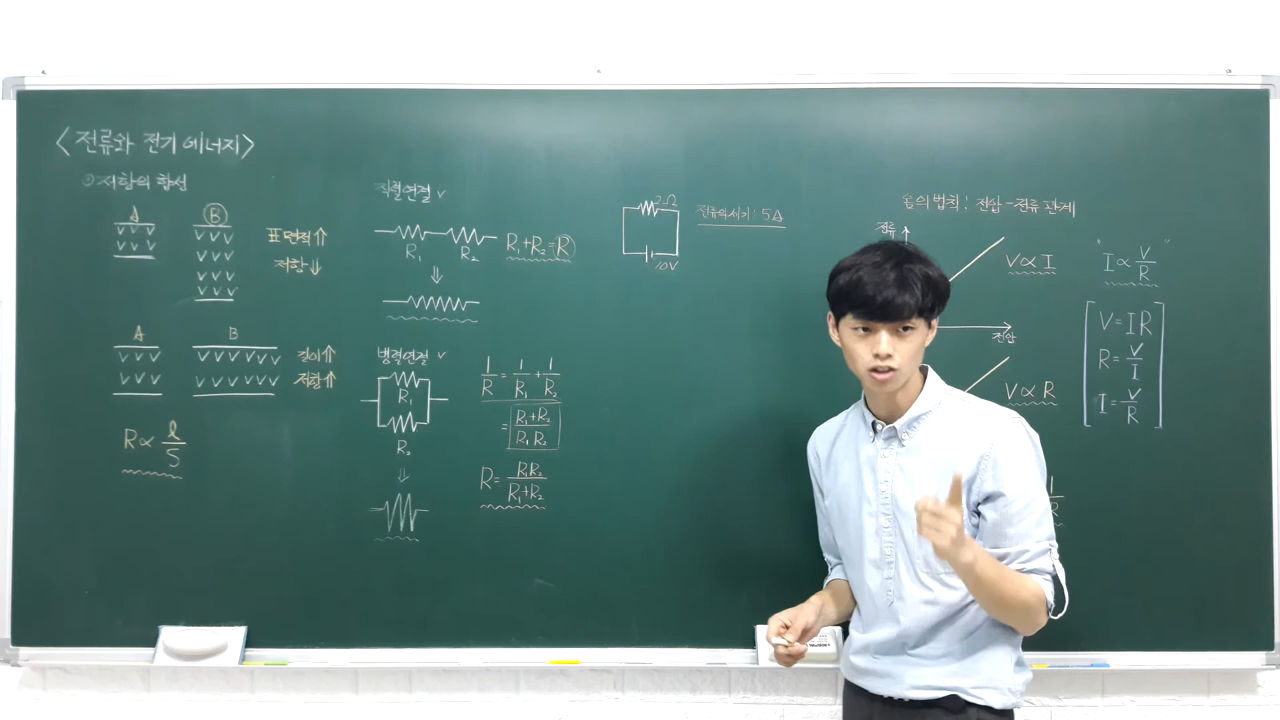 <전류와 전기 에너지>
⊙저항의 합성
A
B
표면적⇑
저항⇓
A
B
길이⇑
저항⇑
R∝ l/S
직렬연결 ✓
R₁
R₂
R₁+R₂=R
병렬연결 ✓
R₁
R₂
1/R = 1/R₁ + 1/R₂
= R₁+R₂/R₁R₂
R= R₁R₂/R₁+R₂
2Ω
10V
전류의세기: 5A
옴의 법칙: 전압-전류 관계
전류
전압
V∝I
V∝R
"I∝ V/R"
V=IR
R= V/I
I= V/R